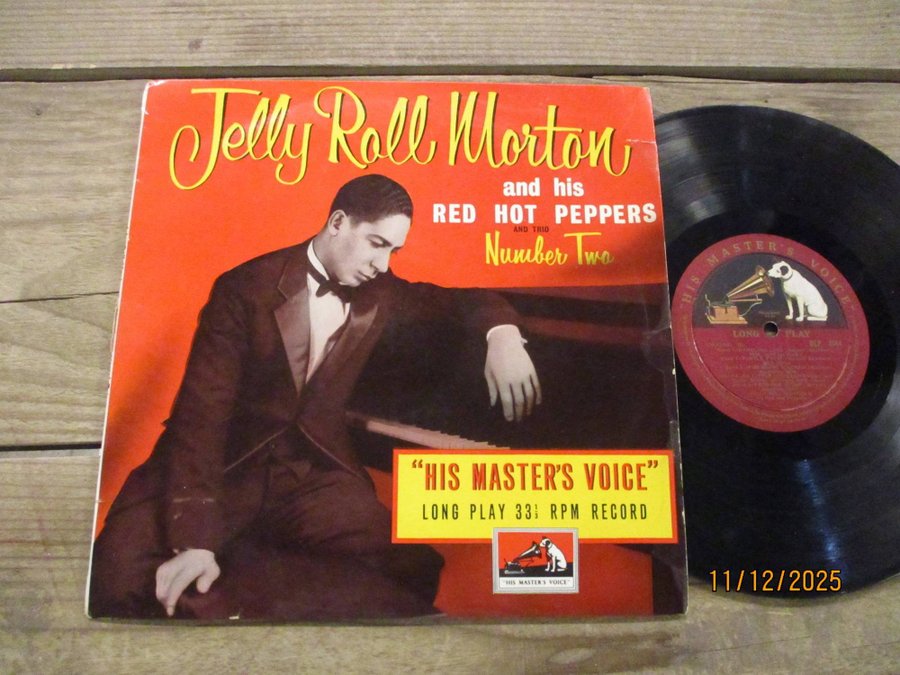 Jelly Roll Morton
and his
RED HOT PEPPERS
AND TRIO
Number Two
"HIS MASTER'S VOICE"
LONG PLAY 33⅓ RPM RECORD
"HIS MASTER'S VOICE"
"HIS MASTER'S VOICE"
LONG PLAY
11/12/2025